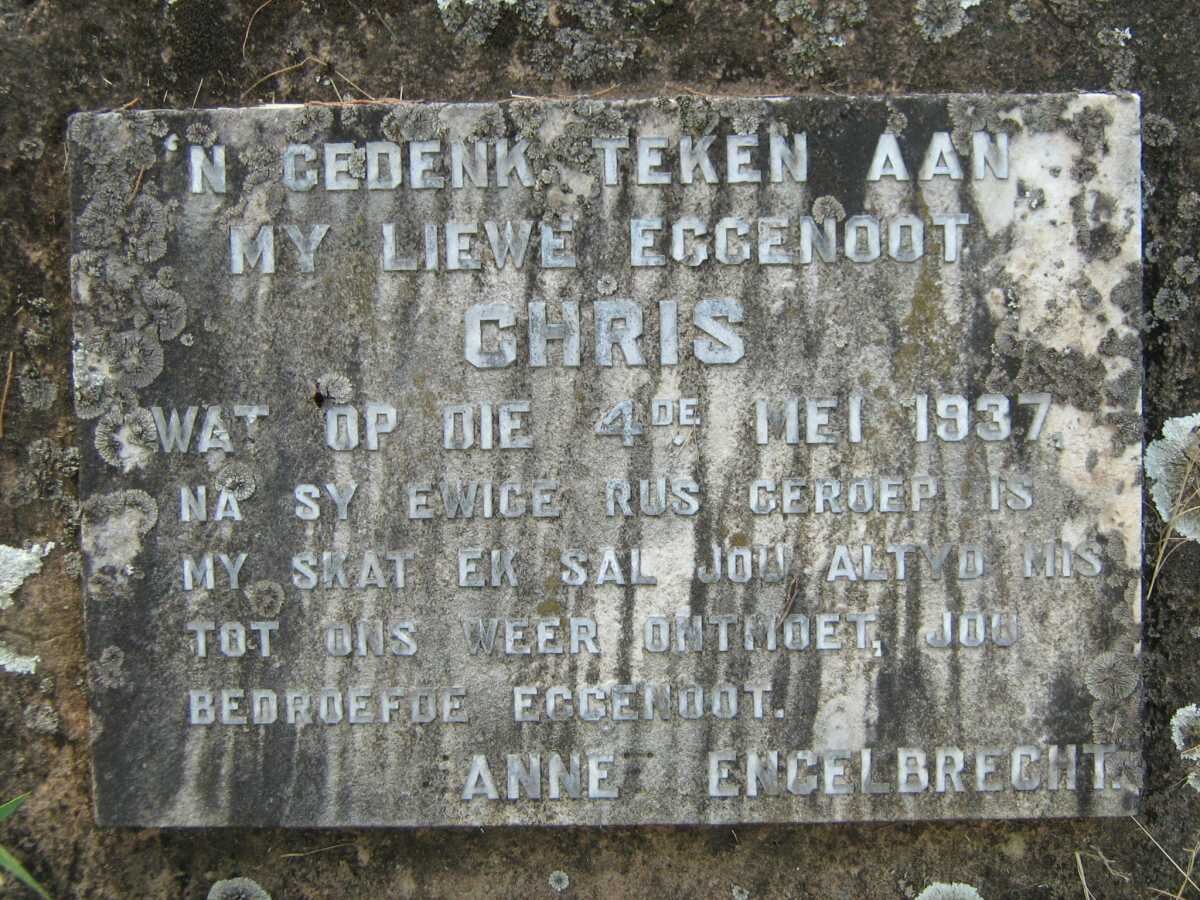 'N GEDENK TEKEN AAN
MY LIEWE EGGENOOT
CHRIS
WAT OP DIE 4DE MEI 1937,
NA SY EWIGE RUS GEROEP IS
MY SKAT EK SAL JOU ALTYD MIS
TOT ONS WEER ONTMOET, JOU
BEDROEFDE EGGENOOT.
ANNE ENGELBRECHT.